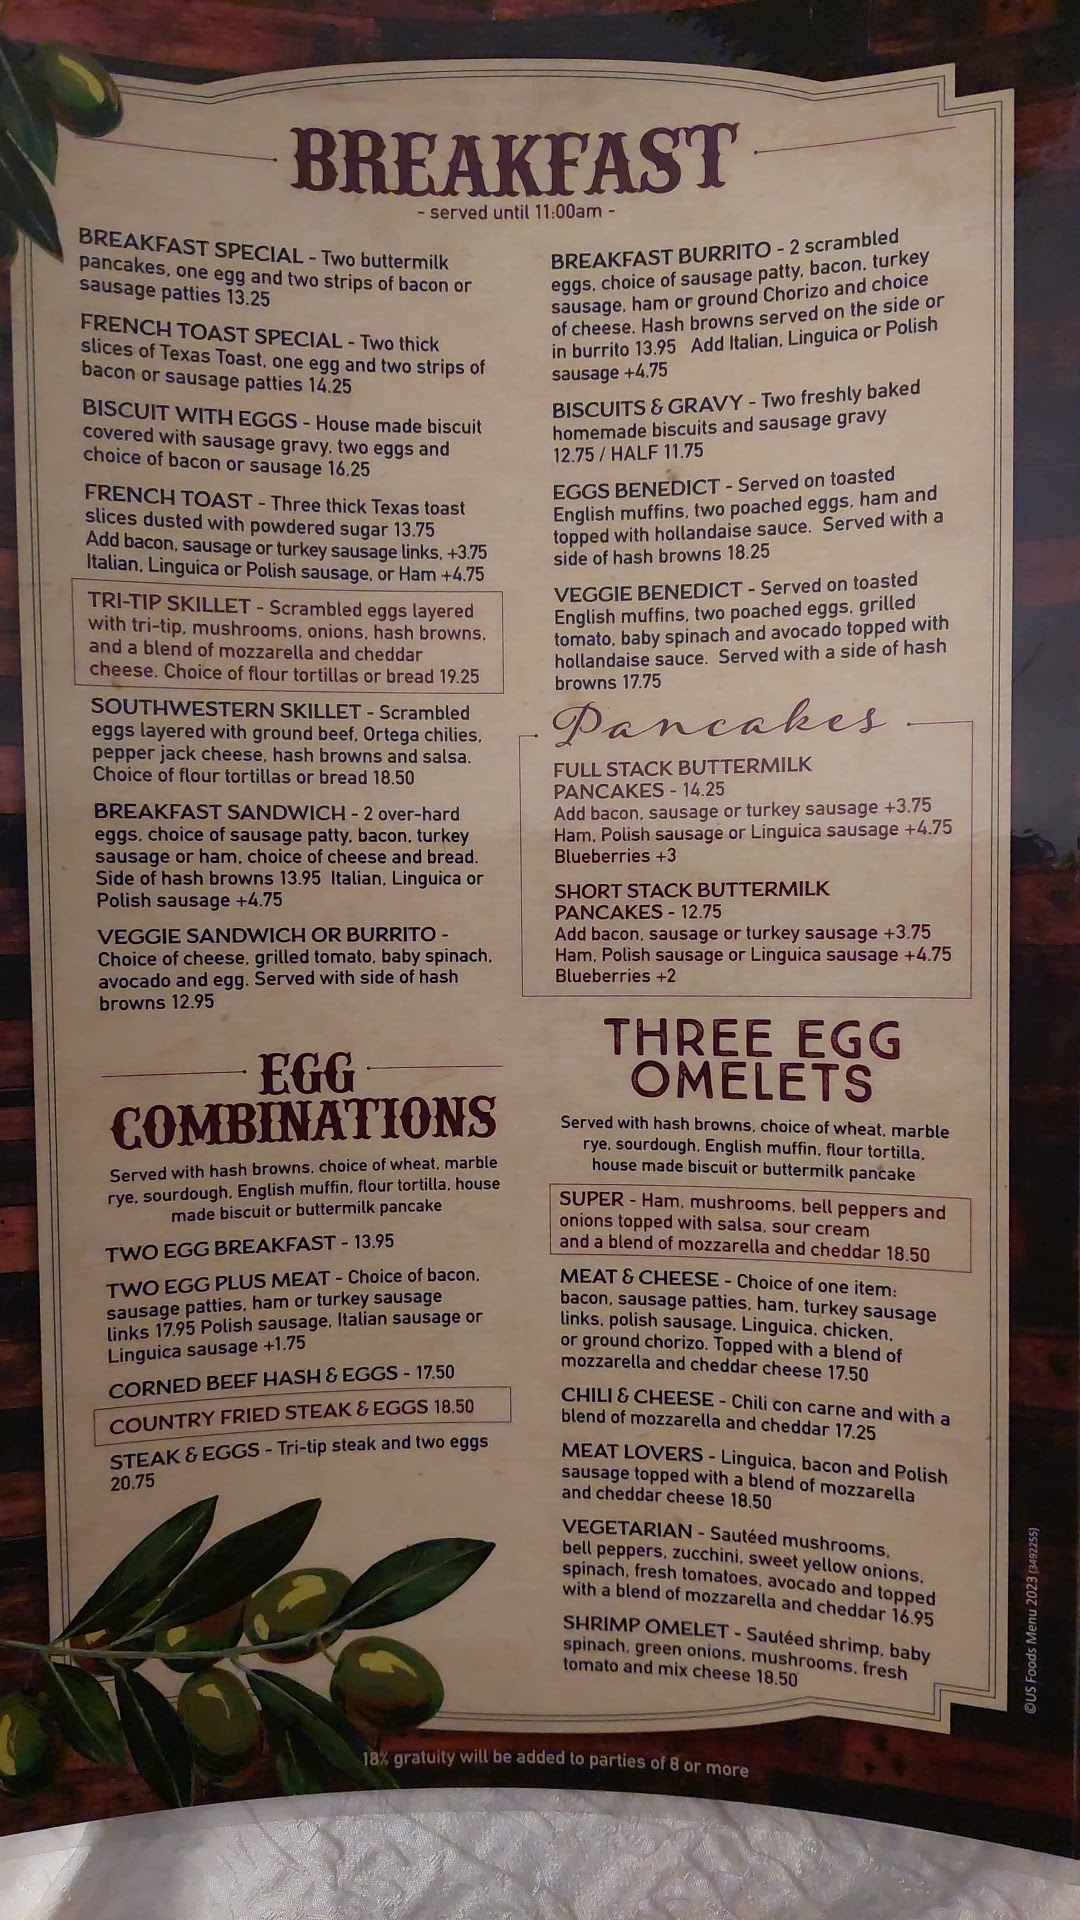 BREAKFAST
- served until 11:00am -
BREAKFAST SPECIAL - Two buttermilk
pancakes, one egg and two strips of bacon or
sausage patties 13.25
FRENCH TOAST SPECIAL - Two thick
slices of Texas Toast, one egg and two strips of
bacon or sausage patties 14.25
BISCUIT WITH EGGS - House made biscuit
covered with sausage gravy, two eggs and
choice of bacon or sausage 16.25
FRENCH TOAST - Three thick Texas toast
slices dusted with powdered sugar 13.75
Add bacon, sausage or turkey sausage links, +3.75
Italian, Linguica or Polish sausage, or Ham +4.75
TRI-TIP SKILLET - Scrambled eggs layered
with tri-tip, mushrooms, onions, hash browns,
and a blend of mozzarella and cheddar
cheese. Choice of flour tortillas or bread 19.25
SOUTHWESTERN SKILLET - Scrambled
eggs layered with ground beef, Ortega chilies,
pepper jack cheese, hash browns and salsa.
Choice of flour tortillas or bread 18.50
BREAKFAST SANDWICH - 2 over-hard
eggs, choice of sausage patty, bacon, turkey
sausage or ham, choice of cheese and bread.
Side of hash browns 13.95 Italian, Linguica or
Polish sausage +4.75
VEGGIE SANDWICH OR BURRITO -
Choice of cheese, grilled tomato, baby spinach,
avocado and egg. Served with side of hash
browns 12.95
EGG
COMBINATIONS
Served with hash browns, choice of wheat, marble
rye, sourdough, English muffin, flour tortilla, house
made biscuit or buttermilk pancake
TWO EGG BREAKFAST - 13.95
TWO EGG PLUS MEAT - Choice of bacon,
sausage patties, ham or turkey sausage
links 17.95 Polish sausage, Italian sausage or
Linguica sausage +1.75
CORNED BEEF HASH & EGGS - 17.50
COUNTRY FRIED STEAK & EGGS 18.50
STEAK & EGGS - Tri-tip steak and two eggs
20.75
BREAKFAST BURRITO - 2 scrambled
eggs, choice of sausage patty, bacon, turkey
sausage, ham or ground Chorizo and choice
of cheese. Hash browns served on the side or
in burrito 13.95 Add Italian, Linguica or Polish
sausage +4.75
BISCUITS & GRAVY - Two freshly baked
homemade biscuits and sausage gravy
12.75 / HALF 11.75
EGGS BENEDICT - Served on toasted
English muffins, two poached eggs, ham and
topped with hollandaise sauce. Served with a
side of hash browns 18.25
VEGGIE BENEDICT - Served on toasted
English muffins, two poached eggs, grilled
tomato, baby spinach and avocado topped with
hollandaise sauce. Served with a side of hash
browns 17.75
Pancakes
FULL STACK BUTTERMILK
PANCAKES - 14.25
Add bacon, sausage or turkey sausage +3.75
Ham, Polish sausage or Linguica sausage +4.75
Blueberries +3
SHORT STACK BUTTERMILK
PANCAKES - 12.75
Add bacon, sausage or turkey sausage +3.75
Ham, Polish sausage or Linguica sausage +4.75
Blueberries +2
THREE EGG
OMELETS
Served with hash browns, choice of wheat, marble
rye, sourdough, English muffin, flour tortilla,
house made biscuit or buttermilk pancake
SUPER - Ham, mushrooms, bell peppers and
onions topped with salsa, sour cream
and a blend of mozzarella and cheddar 18.50
MEAT & CHEESE - Choice of one item:
bacon, sausage patties, ham, turkey sausage
links, polish sausage, Linguica, chicken,
or ground chorizo. Topped with a blend of
mozzarella and cheddar cheese 17.50
CHILI & CHEESE - Chili con carne and with a
blend of mozzarella and cheddar 17.25
MEAT LOVERS - Linguica, bacon and Polish
sausage topped with a blend of mozzarella
and cheddar cheese 18.50
VEGETARIAN - Sautéed mushrooms,
bell peppers, zucchini, sweet yellow onions,
spinach, fresh tomatoes, avocado and topped
with a blend of mozzarella and cheddar 16.95
SHRIMP OMELET - Sautéed shrimp, baby
spinach, green onions, mushrooms, fresh
tomato and mix cheese 18.50
18% gratuity will be added to parties of 8 or more
©US Foods Menu 2023 (3492255)